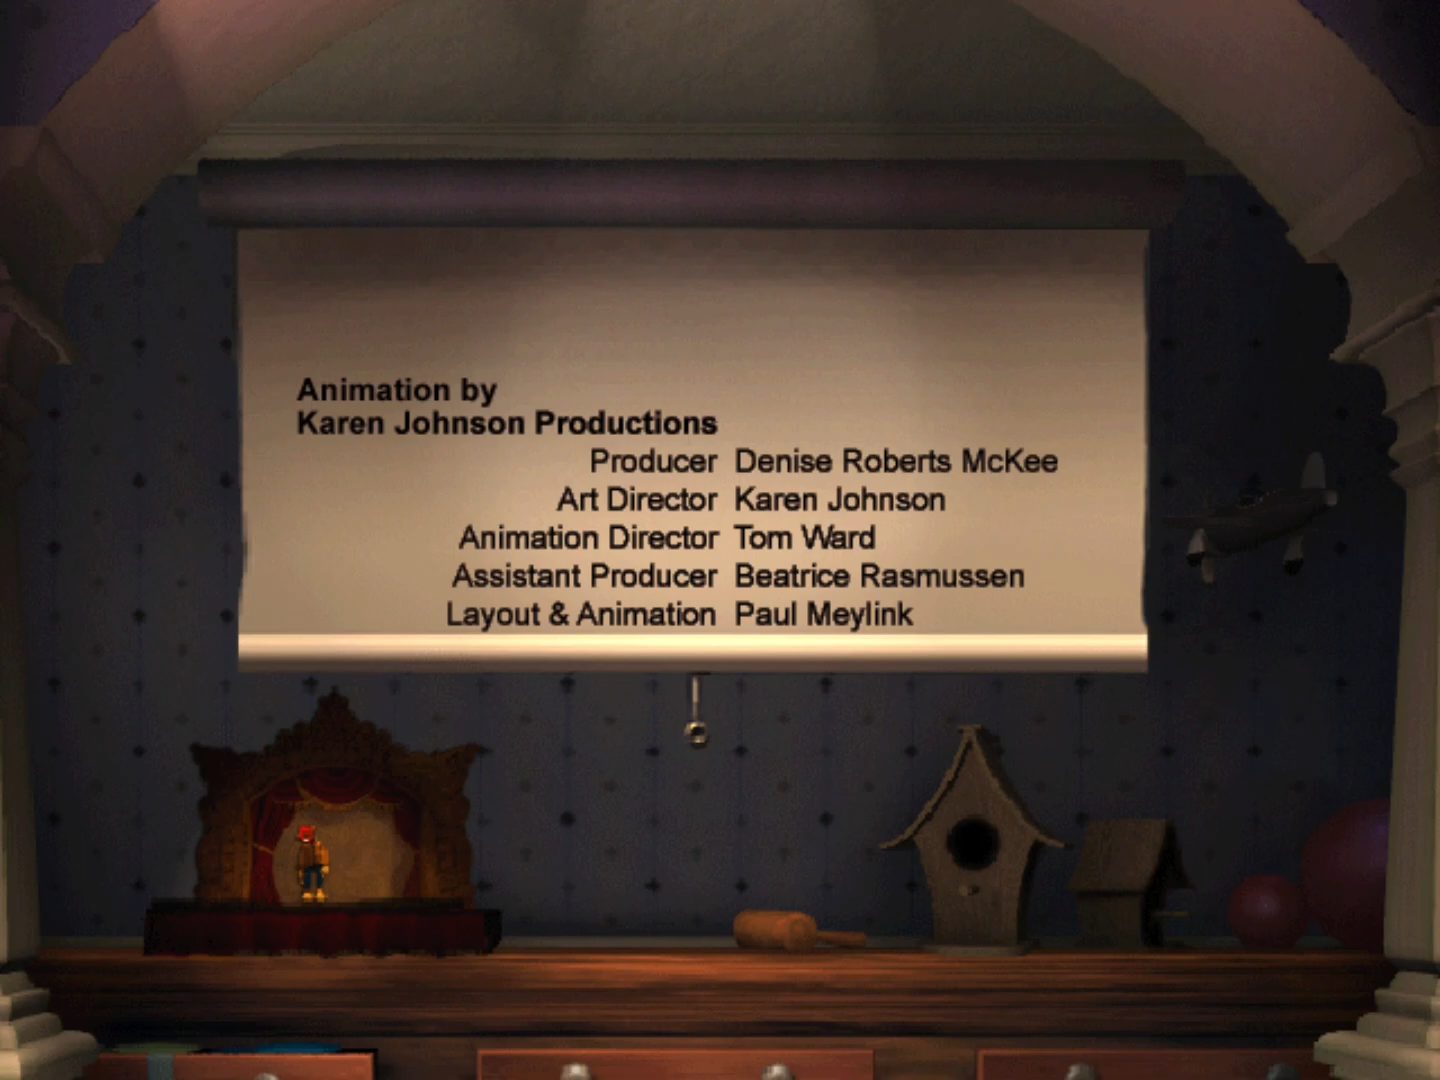 Animation by
Karen Johnson Productions
Producer Denise Roberts McKee
Art Director Karen Johnson
Animation Director Tom Ward
Assistant Producer Beatrice Rasmussen
Layout & Animation Paul Meylink